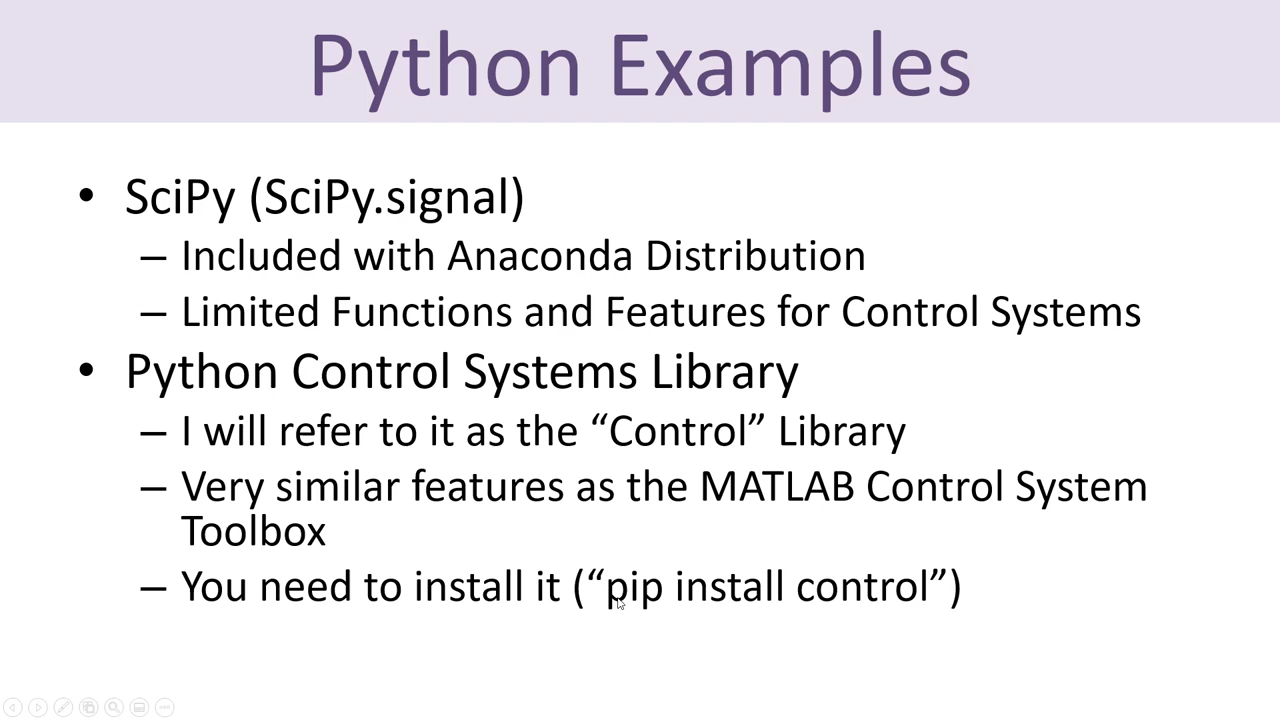 Python Examples
• SciPy (SciPy.signal)
– Included with Anaconda Distribution
– Limited Functions and Features for Control Systems
• Python Control Systems Library
– I will refer to it as the “Control” Library
– Very similar features as the MATLAB Control System
Toolbox
– You need to install it (“pip install control”)